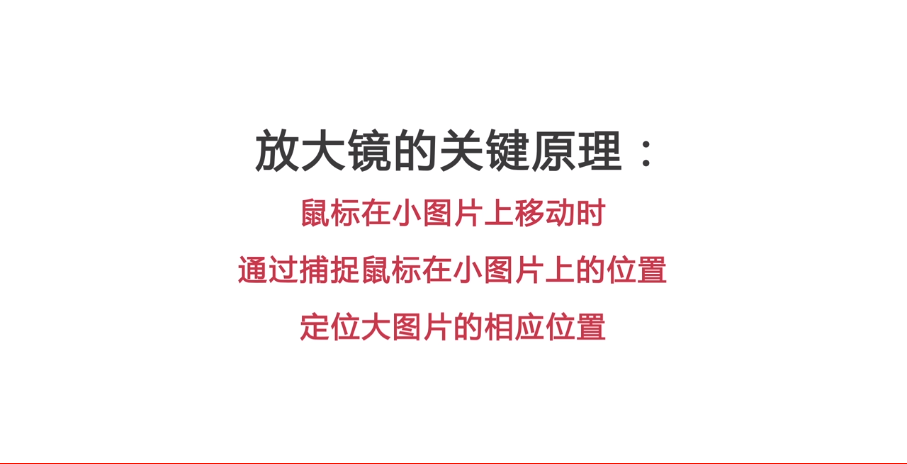 放大镜的关键原理：
鼠标在小图片上移动时
通过捕捉鼠标在小图片上的位置
定位大图片的相应位置